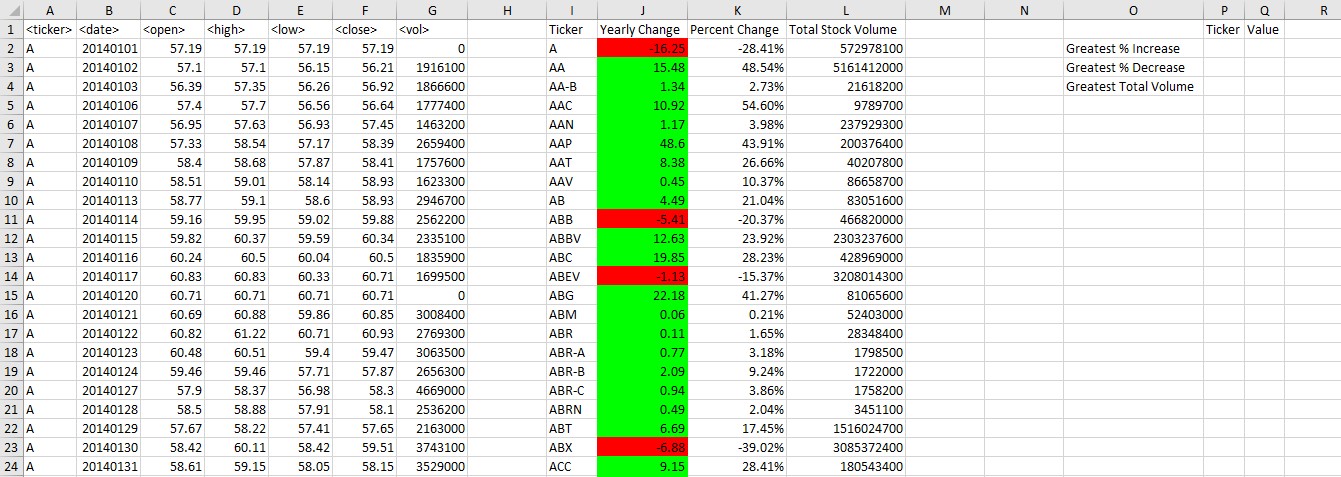 A B C D E F G H I J K L M N O P Q R
1 <ticker> <date> <open> <high> <low> <close> <vol> Ticker Yearly Change Percent Change Total Stock Volume Ticker Value
2 A 20140101 57.19 57.19 57.19 57.19 0 A -16.25 -28.41% 572978100 Greatest % Increase
3 A 20140102 57.1 57.1 56.15 56.21 1916100 AA 15.48 48.54% 5161412000 Greatest % Decrease
4 A 20140103 56.39 57.35 56.26 56.92 1866600 AA-B 1.34 2.73% 21618200 Greatest Total Volume
5 A 20140106 57.4 57.7 56.56 56.64 1777400 AAC 10.92 54.60% 9789700
6 A 20140107 56.95 57.63 56.93 57.45 1463200 AAN 1.17 3.98% 237929300
7 A 20140108 57.33 58.54 57.17 58.39 2659400 AAP 48.6 43.91% 200376400
8 A 20140109 58.4 58.68 57.87 58.41 1757600 AAT 8.38 26.66% 40207800
9 A 20140110 58.51 59.01 58.14 58.93 1623300 AAV 0.45 10.37% 86658700
10 A 20140113 58.77 59.1 58.6 58.93 2946700 AB 4.49 21.04% 83051600
11 A 20140114 59.16 59.95 59.02 59.88 2562200 ABB -5.41 -20.37% 466820000
12 A 20140115 59.82 60.37 59.59 60.34 2335100 ABBV 12.63 23.92% 2303237600
13 A 20140116 60.24 60.5 60.04 60.5 1835900 ABC 19.85 28.23% 428969000
14 A 20140117 60.83 60.83 60.33 60.71 1699500 ABEV -1.13 -15.37% 3208014300
15 A 20140120 60.71 60.71 60.71 60.71 0 ABG 22.18 41.27% 81065600
16 A 20140121 60.69 60.88 59.86 60.85 3008400 ABM 0.06 0.21% 52403000
17 A 20140122 60.82 61.22 60.71 60.93 2769300 ABR 0.11 1.65% 28348400
18 A 20140123 60.48 60.51 59.4 59.47 3063500 ABR-A 0.77 3.18% 1798500
19 A 20140124 59.46 59.46 57.71 57.87 2656300 ABR-B 2.09 9.24% 1722000
20 A 20140127 57.9 58.37 56.98 58.3 4669000 ABR-C 0.94 3.86% 1758200
21 A 20140128 58.5 58.88 57.91 58.1 2536200 ABRN 0.49 2.04% 3451100
22 A 20140129 57.67 58.22 57.41 57.65 2163000 ABT 6.69 17.45% 1516024700
23 A 20140130 58.42 60.11 58.42 59.51 3743100 ABX -6.88 -39.02% 3085372400
24 A 20140131 58.61 59.15 58.05 58.15 3529000 ACC 9.15 28.41% 180543400